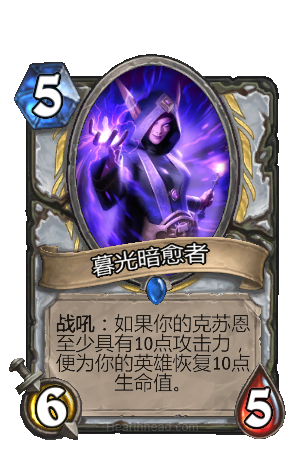 5
暮光暗愈者
战吼：如果你的克苏恩
至少具有10点攻击力，
便为你的英雄恢复10点
生命值。
6
5